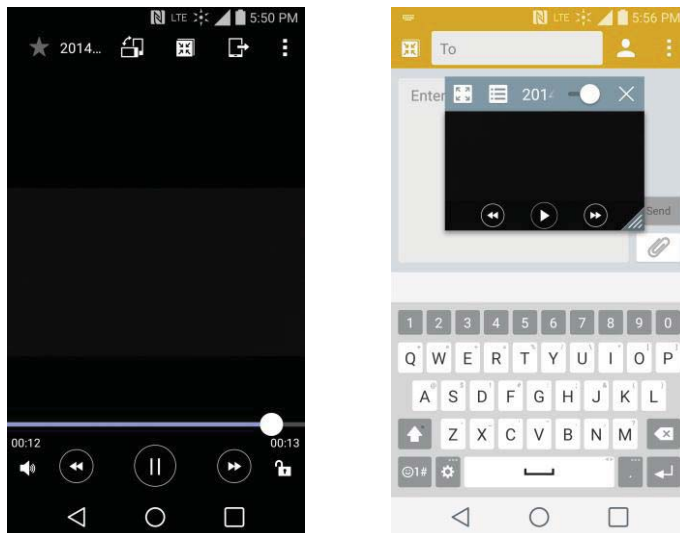 LTE 5:50 PM
2014...
00:12 00:13
LTE 5:56 PM
To
Enter
2014
Send
1 2 3 4 5 6 7 8 9 0
Q W E R T Y U I O P
A S D F G H J K L
Z X C V B N M
1# .